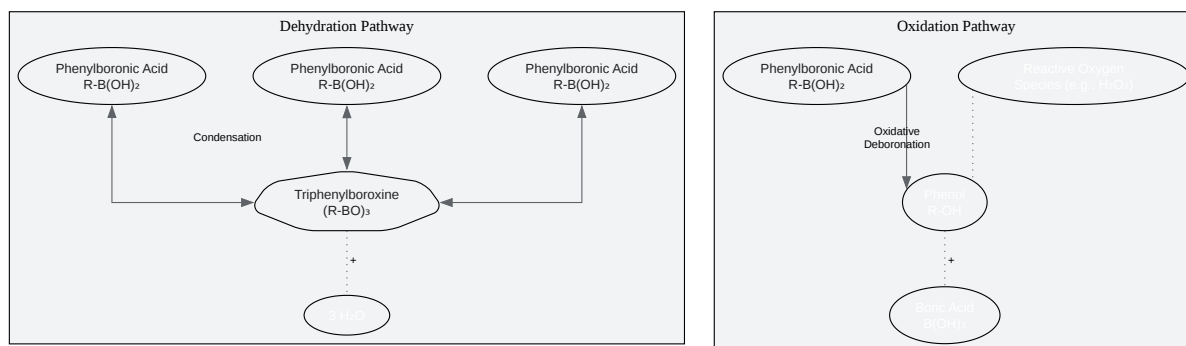 Dehydration Pathway
Phenylboronic Acid
R-B(OH)₂
Phenylboronic Acid
R-B(OH)₂
Phenylboronic Acid
R-B(OH)₂
Condensation
Triphenylboroxine
(R-BO)₃
+
3 H₂O
Oxidation Pathway
Phenylboronic Acid
R-B(OH)₂
Reactive Oxygen
Species (e.g., H₂O₂)
Oxidative
Deboronation
Phenol
R-OH
+
Boric Acid
B(OH)₃